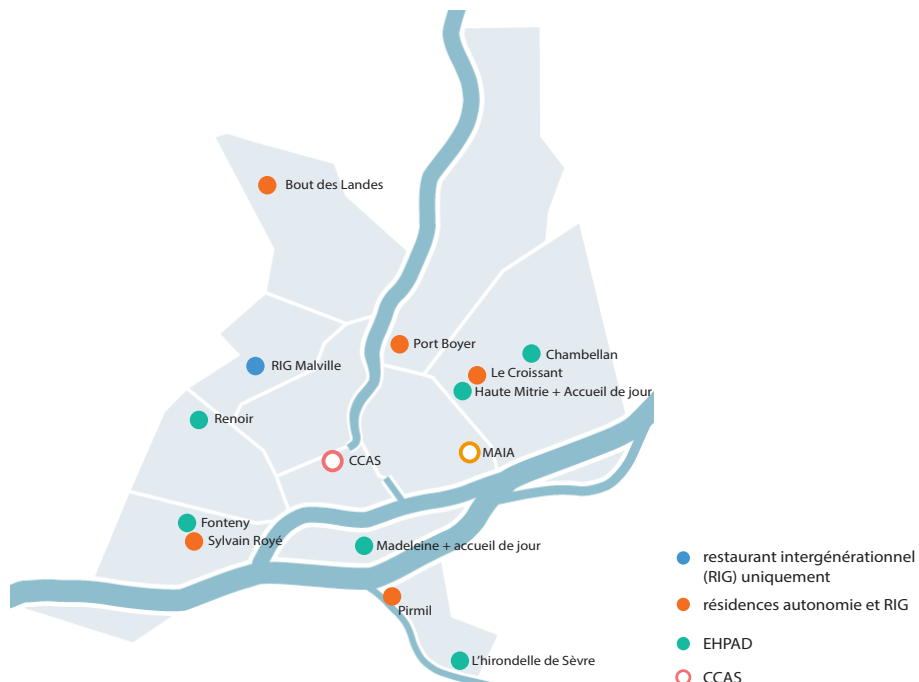 Bout des Landes
Port Boyer
Chambellan
RIG Malville
Le Croissant
Haute Mitrie + Accueil de jour
Renoir
CCAS
MAIA
Fonteny
Sylvain Royé
Madeleine + accueil de jour
Pirmil
L'hirondelle de Sèvre
restaurant intergénérationnel
(RIG) uniquement
résidences autonomie et RIG
EHPAD
CCAS